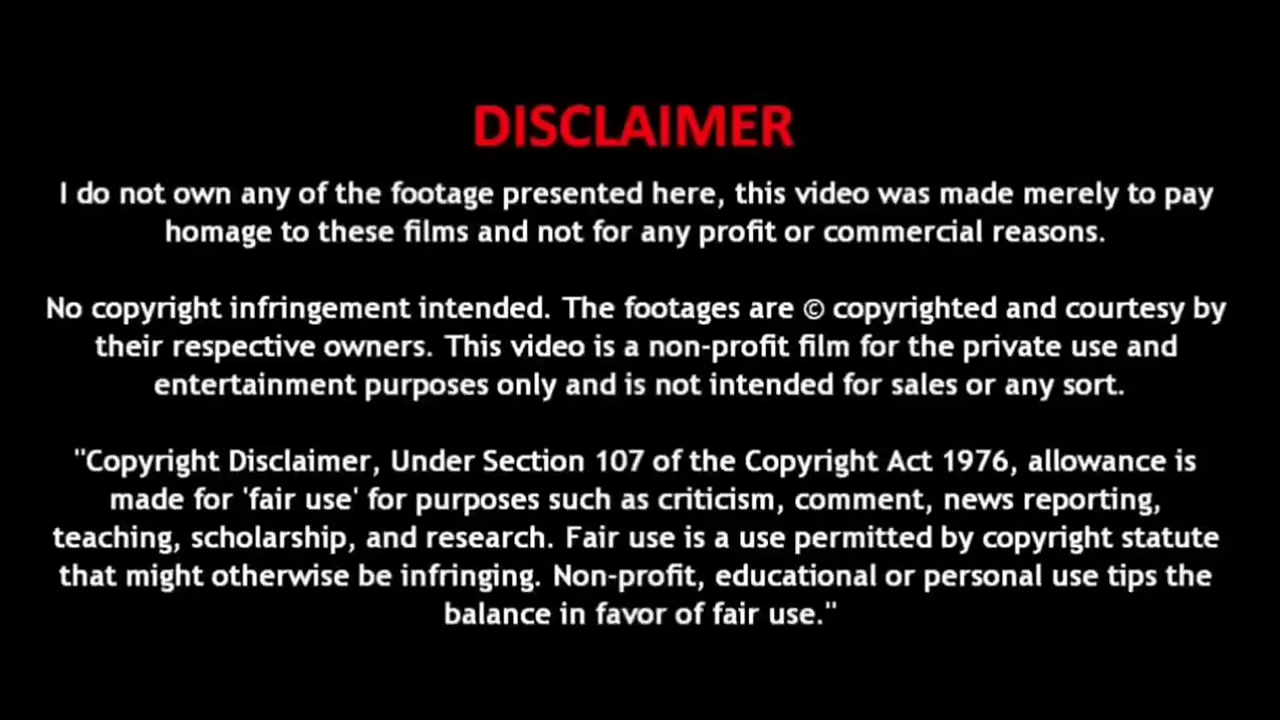 DISCLAIMER
I do not own any of the footage presented here, this video was made merely to pay
homage to these films and not for any profit or commercial reasons.
No copyright infringement intended. The footages are © copyrighted and courtesy by
their respective owners. This video is a non-profit film for the private use and
entertainment purposes only and is not intended for sales or any sort.
"Copyright Disclaimer, Under Section 107 of the Copyright Act 1976, allowance is
made for 'fair use' for purposes such as criticism, comment, news reporting,
teaching, scholarship, and research. Fair use is a use permitted by copyright statute
that might otherwise be infringing. Non-profit, educational or personal use tips the
balance in favor of fair use."